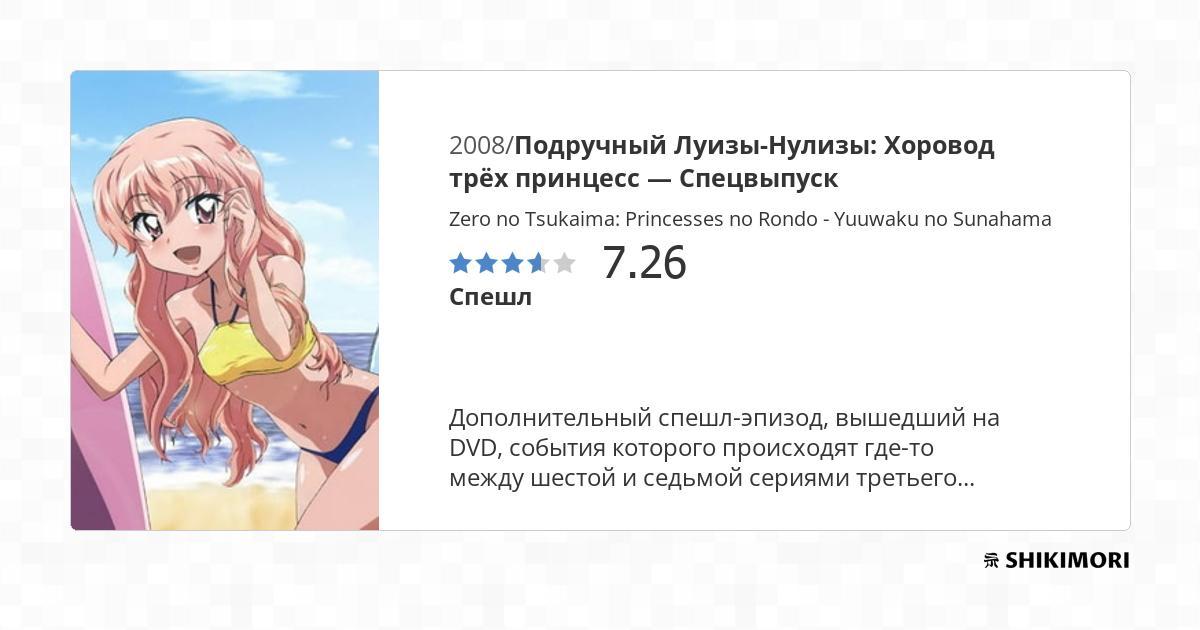 2008/Подручный Луизы-Нулизы: Хоровод
трёх принцесс — Спецвыпуск
Zero no Tsukaima: Princesses no Rondo - Yuuwaku no Sunahama
7.26
Спешл
Дополнительный спешл-эпизод, вышедший на
DVD, события которого происходят где-то
между шестой и седьмой сериями третьего...
SHIKIMORI